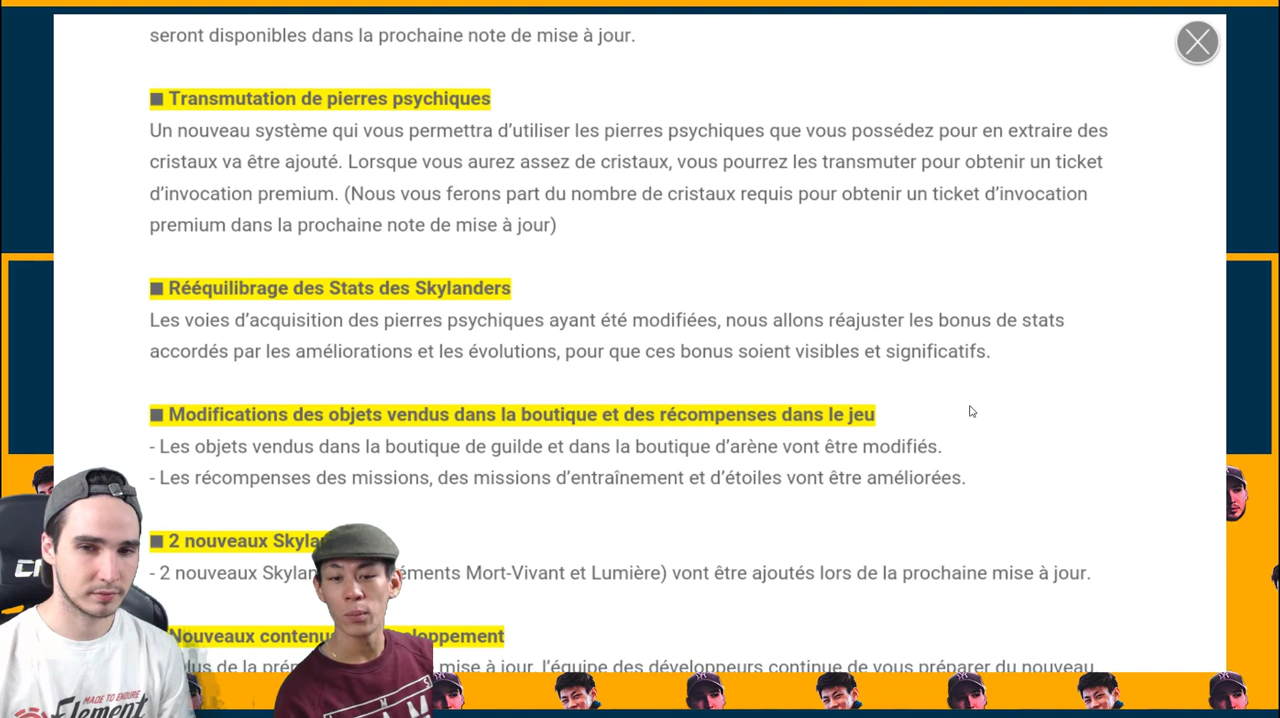 seront disponibles dans la prochaine note de mise à jour.
■ Transmutation de pierres psychiques
Un nouveau système qui vous permettra d'utiliser les pierres psychiques que vous possédez pour en extraire des
cristaux va être ajouté. Lorsque vous aurez assez de cristaux, vous pourrez les transmuter pour obtenir un ticket
d'invocation premium. (Nous vous ferons part du nombre de cristaux requis pour obtenir un ticket d'invocation
premium dans la prochaine note de mise à jour)
■ Rééquilibrage des Stats des Skylanders
Les voies d'acquisition des pierres psychiques ayant été modifiées, nous allons réajuster les bonus de stats
accordés par les améliorations et les évolutions, pour que ces bonus soient visibles et significatifs.
■ Modifications des objets vendus dans la boutique et des récompenses dans le jeu
- Les objets vendus dans la boutique de guilde et dans la boutique d'arène vont être modifiés.
- Les récompenses des missions, des missions d'entraînement et d'étoiles vont être améliorées.
■ 2 nouveaux
- 2 nouveaux Mort-Vivant et Lumière) vont être ajoutés lors de la prochaine mise à jour.
Nouveaux
de la mise à jour, l'équipe des développeurs continue de vous préparer du nouveau
MADE TO ENDURE
Element